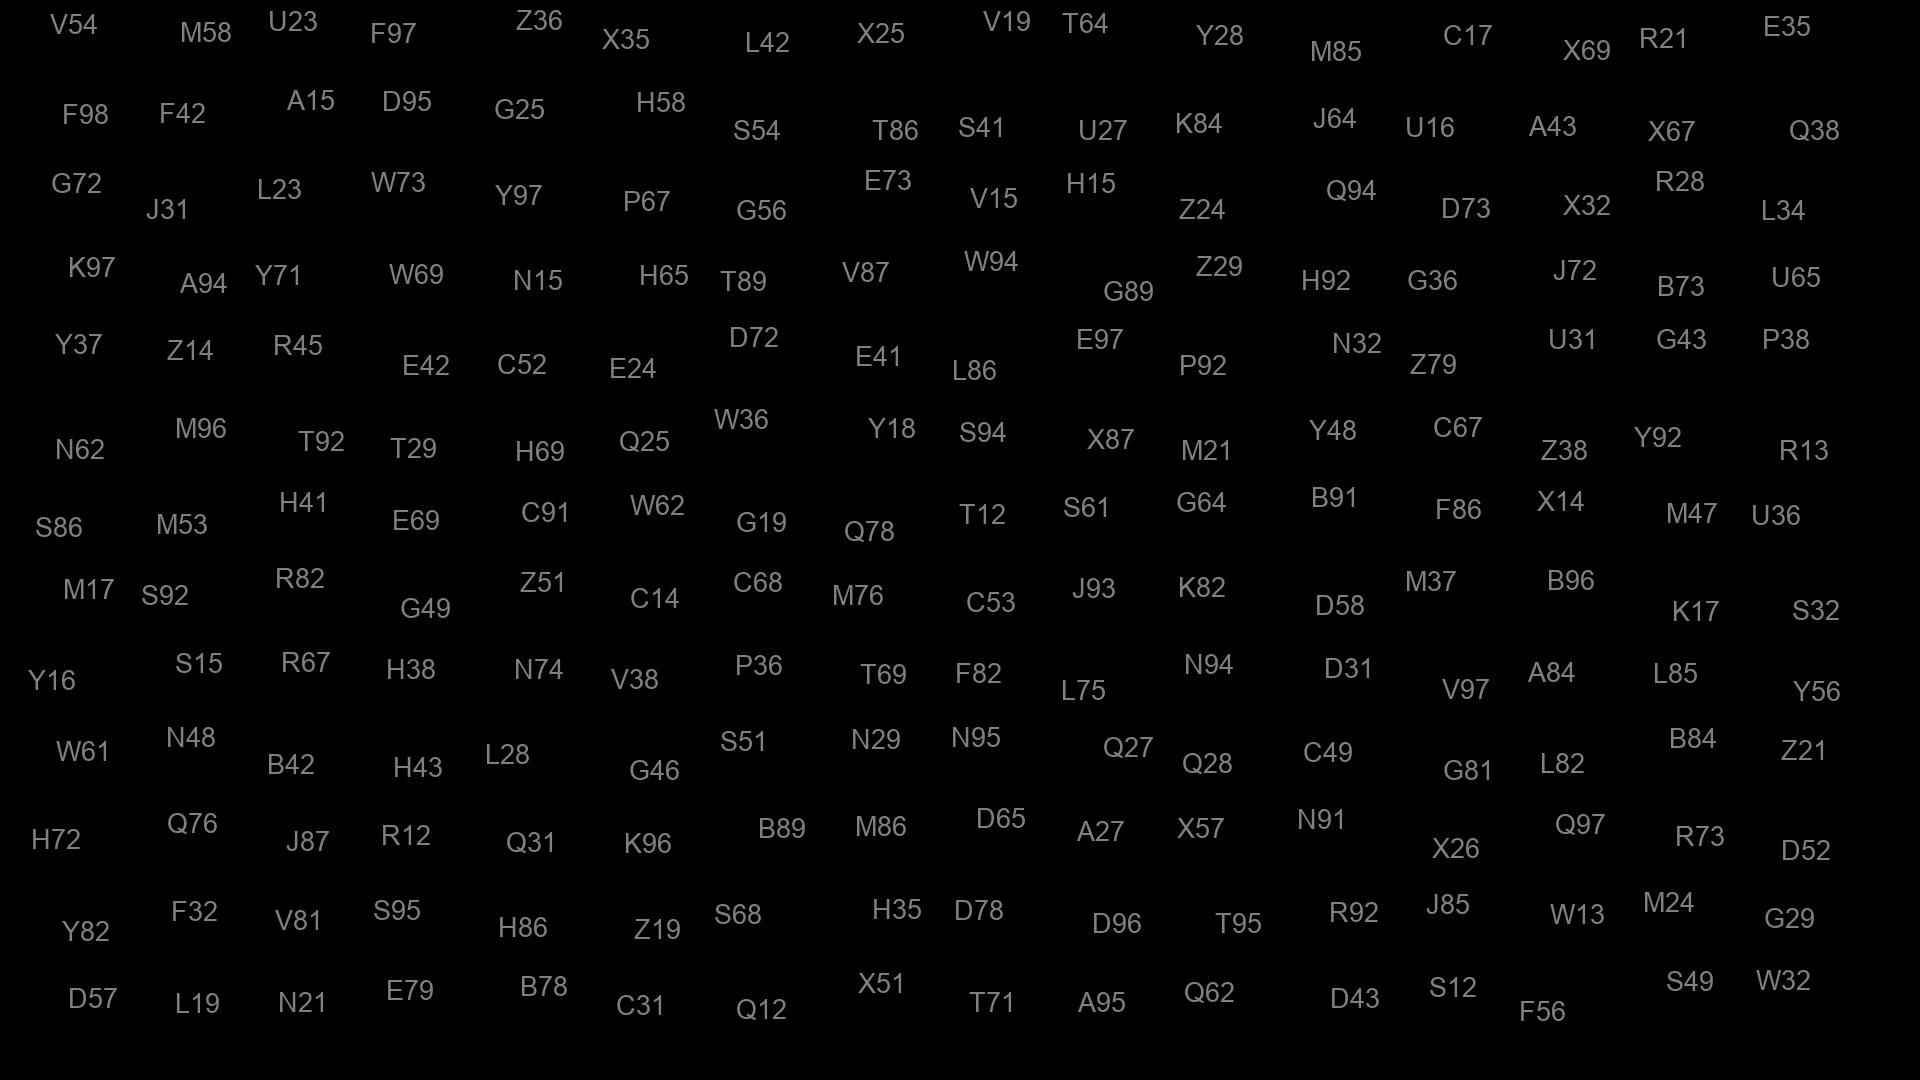 V54 M58 U23 F97 Z36 X35 L42 X25 V19 T64 Y28 M85 C17 X69 R21 E35
F98 F42 A15 D95 G25 H58 S54 T86 S41 U27 K84 J64 U16 A43 X67 Q38
G72 J31 L23 W73 Y97 P67 G56 E73 V15 H15 Z24 Q94 D73 X32 R28 L34
K97 A94 Y71 W69 N15 H65 T89 V87 W94 G89 Z29 H92 G36 J72 B73 U65
Y37 Z14 R45 E42 C52 E24 D72 E41 L86 E97 P92 N32 Z79 U31 G43 P38
N62 M96 T92 T29 H69 Q25 W36 Y18 S94 X87 M21 Y48 C67 Z38 Y92 R13
S86 M53 H41 E69 C91 W62 G19 Q78 T12 S61 G64 B91 F86 X14 M47 U36
M17 S92 R82 G49 Z51 C14 C68 M76 C53 J93 K82 D58 M37 B96 K17 S32
Y16 S15 R67 H38 N74 V38 P36 T69 F82 L75 N94 D31 V97 A84 L85 Y56
W61 N48 B42 H43 L28 G46 S51 N29 N95 Q27 Q28 C49 G81 L82 B84 Z21
H72 Q76 J87 R12 Q31 K96 B89 M86 D65 A27 X57 N91 X26 Q97 R73 D52
Y82 F32 V81 S95 H86 Z19 S68 H35 D78 D96 T95 R92 J85 W13 M24 G29
D57 L19 N21 E79 B78 C31 Q12 X51 T71 A95 Q62 D43 S12 F56 S49 W32